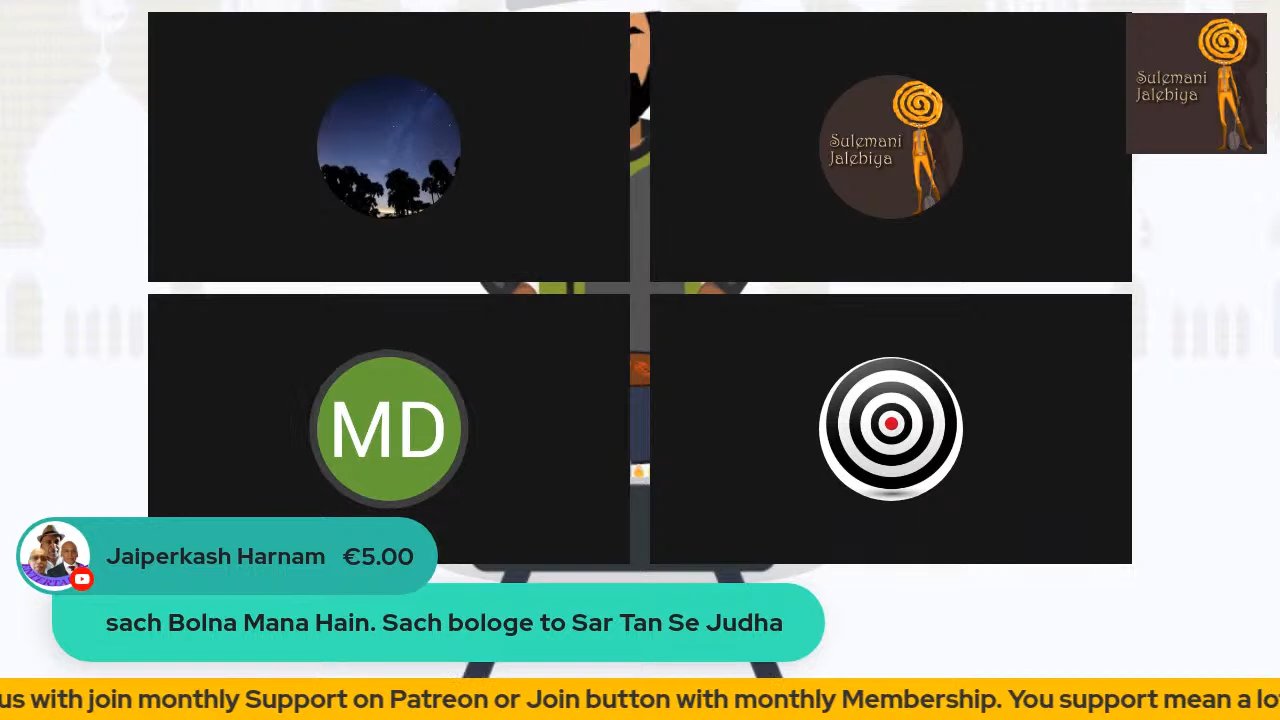 Sulemani
Jalebiya
Sulemani
Jalebiya
MD
Jaiperkash Harnam €5.00
sach Bolna Mana Hain. Sach bologe to Sar Tan Se Judha
us with join monthly Support on Patreon or Join button with monthly Membership. You support mean a lo